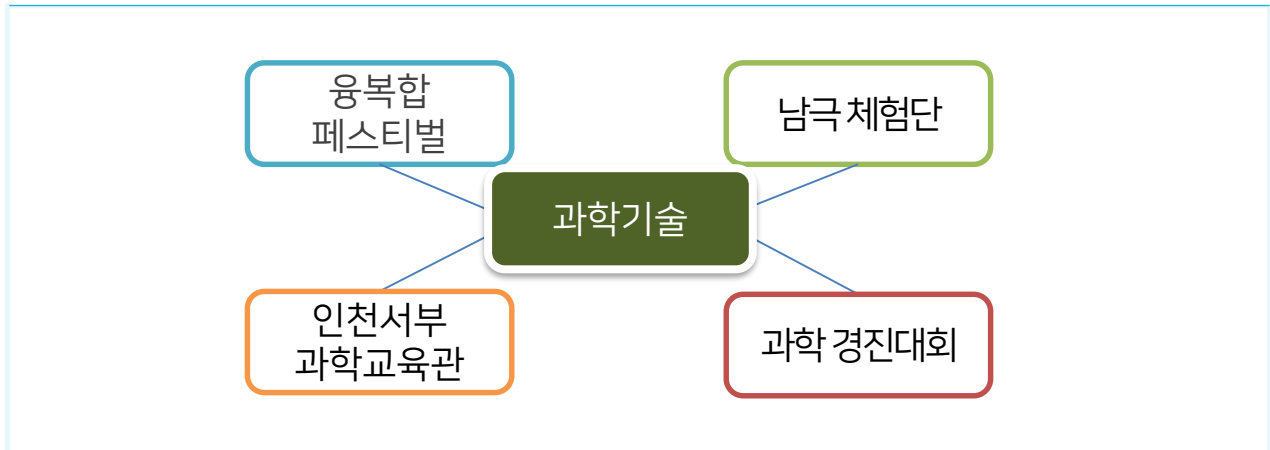 융복합
페스티벌
남극 체험단
과학기술
인천서부
과학교육관
과학 경진대회